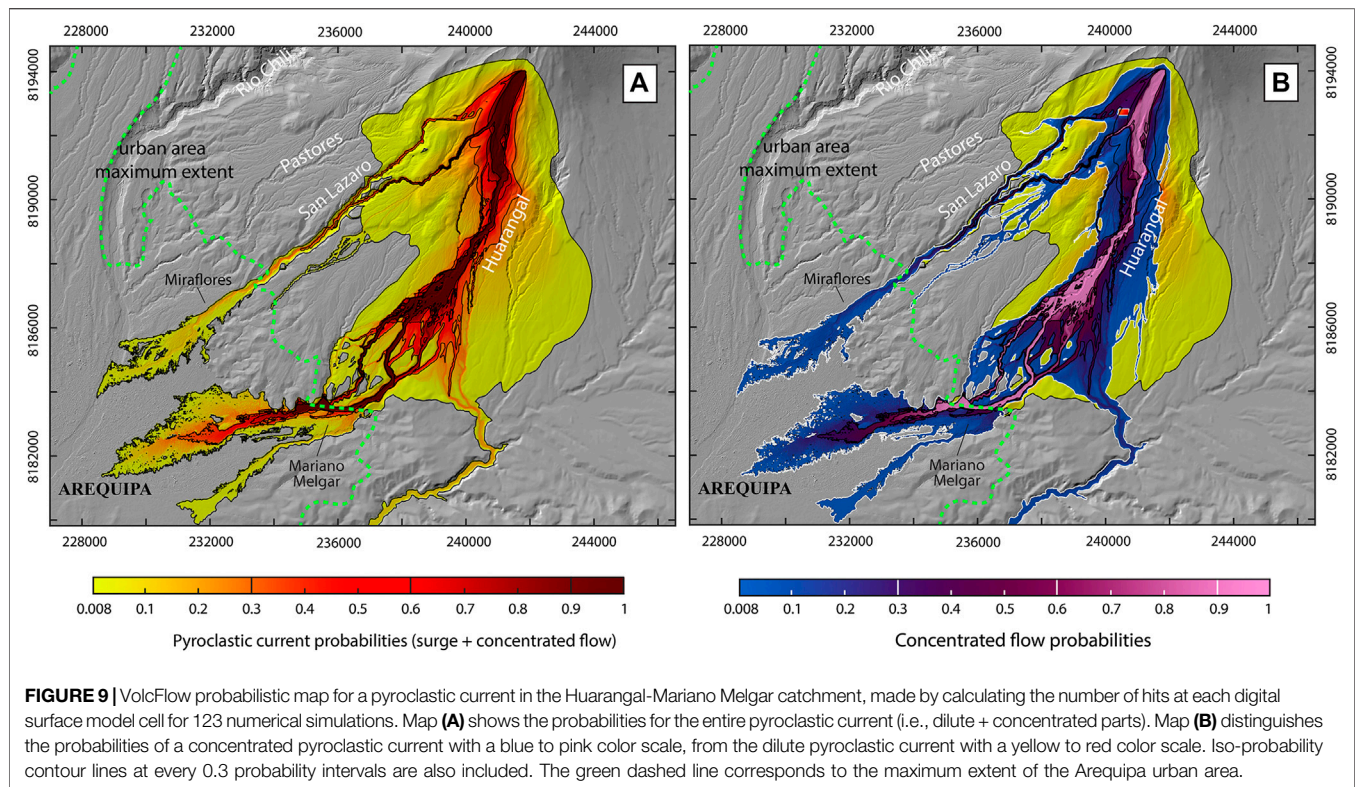 228000 232000 236000 240000 244000
228000 232000 236000 240000 244000
8194000
8190000
8186000
8182000
A
Rio Chili
urban area
maximum extent
Pastores
San Lazaro
Huarangal
Miraflores
Mariano
Melgar
AREQUIPA
228000 232000 236000 240000 244000
8194000
8190000
8186000
8182000
B
Rio Chili
urban area
maximum extent
Pastores
San Lazaro
Huarangal
Miraflores
Mariano
Melgar
AREQUIPA
228000 232000 236000 240000 244000
0.008 0.1 0.2 0.3 0.6 0.7 0.8 0.9 1
Pyroclastic current probabilities (surge + concentrated flow)
0.008 0.1 0.2 0.3 0.6 0.7 0.8 0.9 1
Concentrated flow probabilities
FIGURE 9 | VolcFlow probabilistic map for a pyroclastic current in the Huarangal-Mariano Melgar catchment, made by calculating the number of hits at each digital
surface model cell for 123 numerical simulations. Map (A) shows the probabilities for the entire pyroclastic current (i.e., dilute + concentrated parts). Map (B) distinguishes
the probabilities of a concentrated pyroclastic current with a blue to pink color scale, from the dilute pyroclastic current with a yellow to red color scale. Iso-probability
contour lines at every 0.3 probability intervals are also included. The green dashed line corresponds to the maximum extent of the Arequipa urban area.